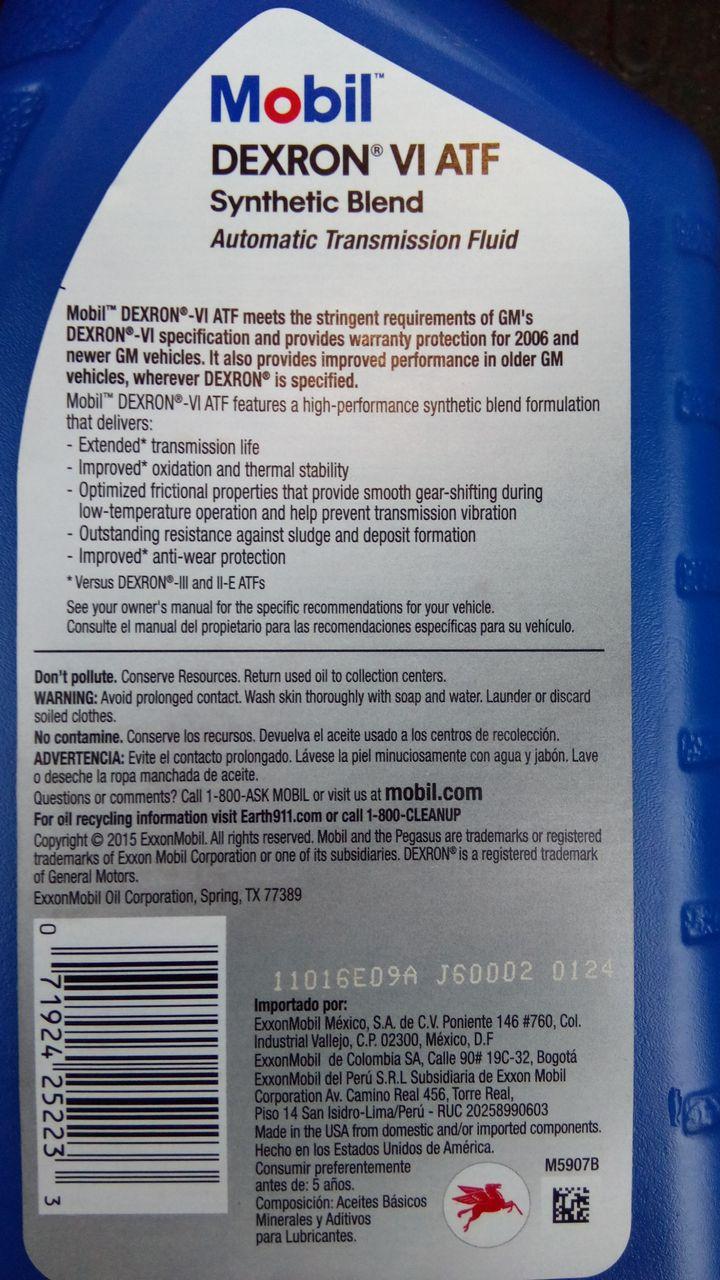 Mobil™
DEXRON® VI ATF
Synthetic Blend
Automatic Transmission Fluid
Mobil™ DEXRON®-VI ATF meets the stringent requirements of GM's
DEXRON®-VI specification and provides warranty protection for 2006 and
newer GM vehicles. It also provides improved performance in older GM
vehicles, wherever DEXRON® is specified.
Mobil™ DEXRON®-VI ATF features a high-performance synthetic blend formulation
that delivers:
- Extended* transmission life
- Improved* oxidation and thermal stability
- Optimized frictional properties that provide smooth gear-shifting during
low-temperature operation and help prevent transmission vibration
- Outstanding resistance against sludge and deposit formation
- Improved* anti-wear protection
* Versus DEXRON®-III and II-E ATFs
See your owner's manual for the specific recommendations for your vehicle.
Consulte el manual del propietario para las recomendaciones específicas para su vehículo.
Don't pollute. Conserve Resources. Return used oil to collection centers.
WARNING: Avoid prolonged contact. Wash skin thoroughly with soap and water. Launder or discard
soiled clothes.
No contamine. Conserve los recursos. Devuelva el aceite usado a los centros de recolección.
ADVERTENCIA: Evite el contacto prolongado. Lávese la piel minuciosamente con agua y jabón. Lave
o deseche la ropa manchada de aceite.
Questions or comments? Call 1-800-ASK MOBIL or visit us at mobil.com
For oil recycling information visit Earth911.com or call 1-800-CLEANUP
Copyright © 2015 ExxonMobil. All rights reserved. Mobil and the Pegasus are trademarks or registered
trademarks of Exxon Mobil Corporation or one of its subsidiaries. DEXRON® is a registered trademark
of General Motors.
ExxonMobil Oil Corporation, Spring, TX 77389
0 71924 25223 3
11016E09A J60002 0124
Importado por:
ExxonMobil México, S.A. de C.V. Poniente 146 #760, Col.
Industrial Vallejo, C.P. 02300, México, D.F
ExxonMobil de Colombia SA, Calle 90# 19C-32, Bogotá
ExxonMobil del Perú S.R.L Subsidiaria de Exxon Mobil
Corporation Av. Camino Real 456, Torre Real,
Piso 14 San Isidro-Lima/Perú - RUC 20258990603
Made in the USA from domestic and/or imported components.
Hecho en los Estados Unidos de América.
Consumir preferentemente
antes de: 5 años.
Composición: Aceites Básicos
Minerales y Aditivos
para Lubricantes.
M5907B